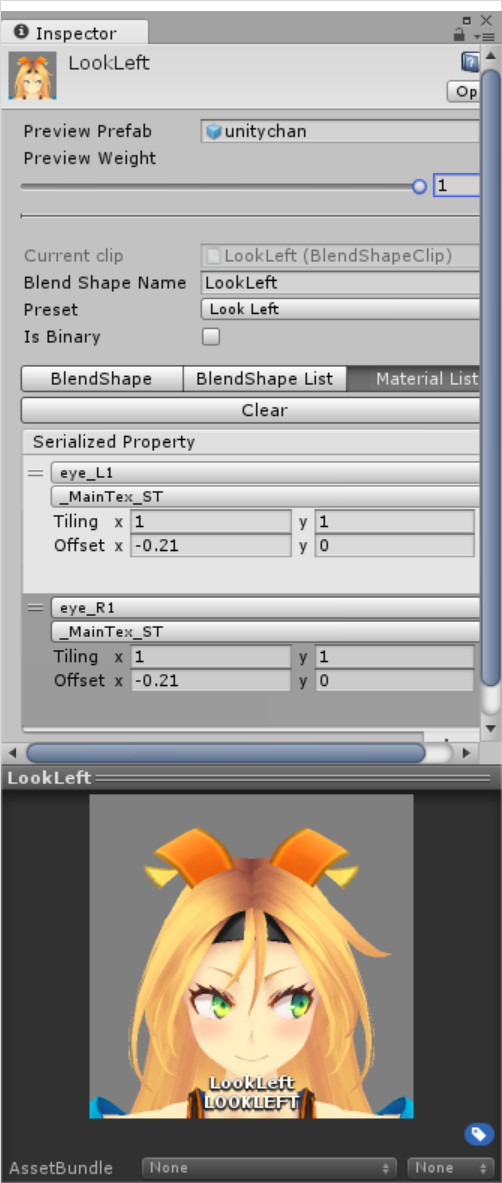 Inspector
LookLeft
Op
Preview Prefab unitychan
Preview Weight
1
Current clip LookLeft (BlendShapeClip)
Blend Shape Name LookLeft
Preset Look Left
Is Binary
BlendShape BlendShape List Material List
Clear
Serialized Property
eye_L1
_MainTex_ST
Tiling x 1 y 1
Offset x -0.21 y 0
eye_R1
_MainTex_ST
Tiling x 1 y 1
Offset x -0.21 y 0
LookLeft
LookLeft
LOOKLEFT
AssetBundle None None